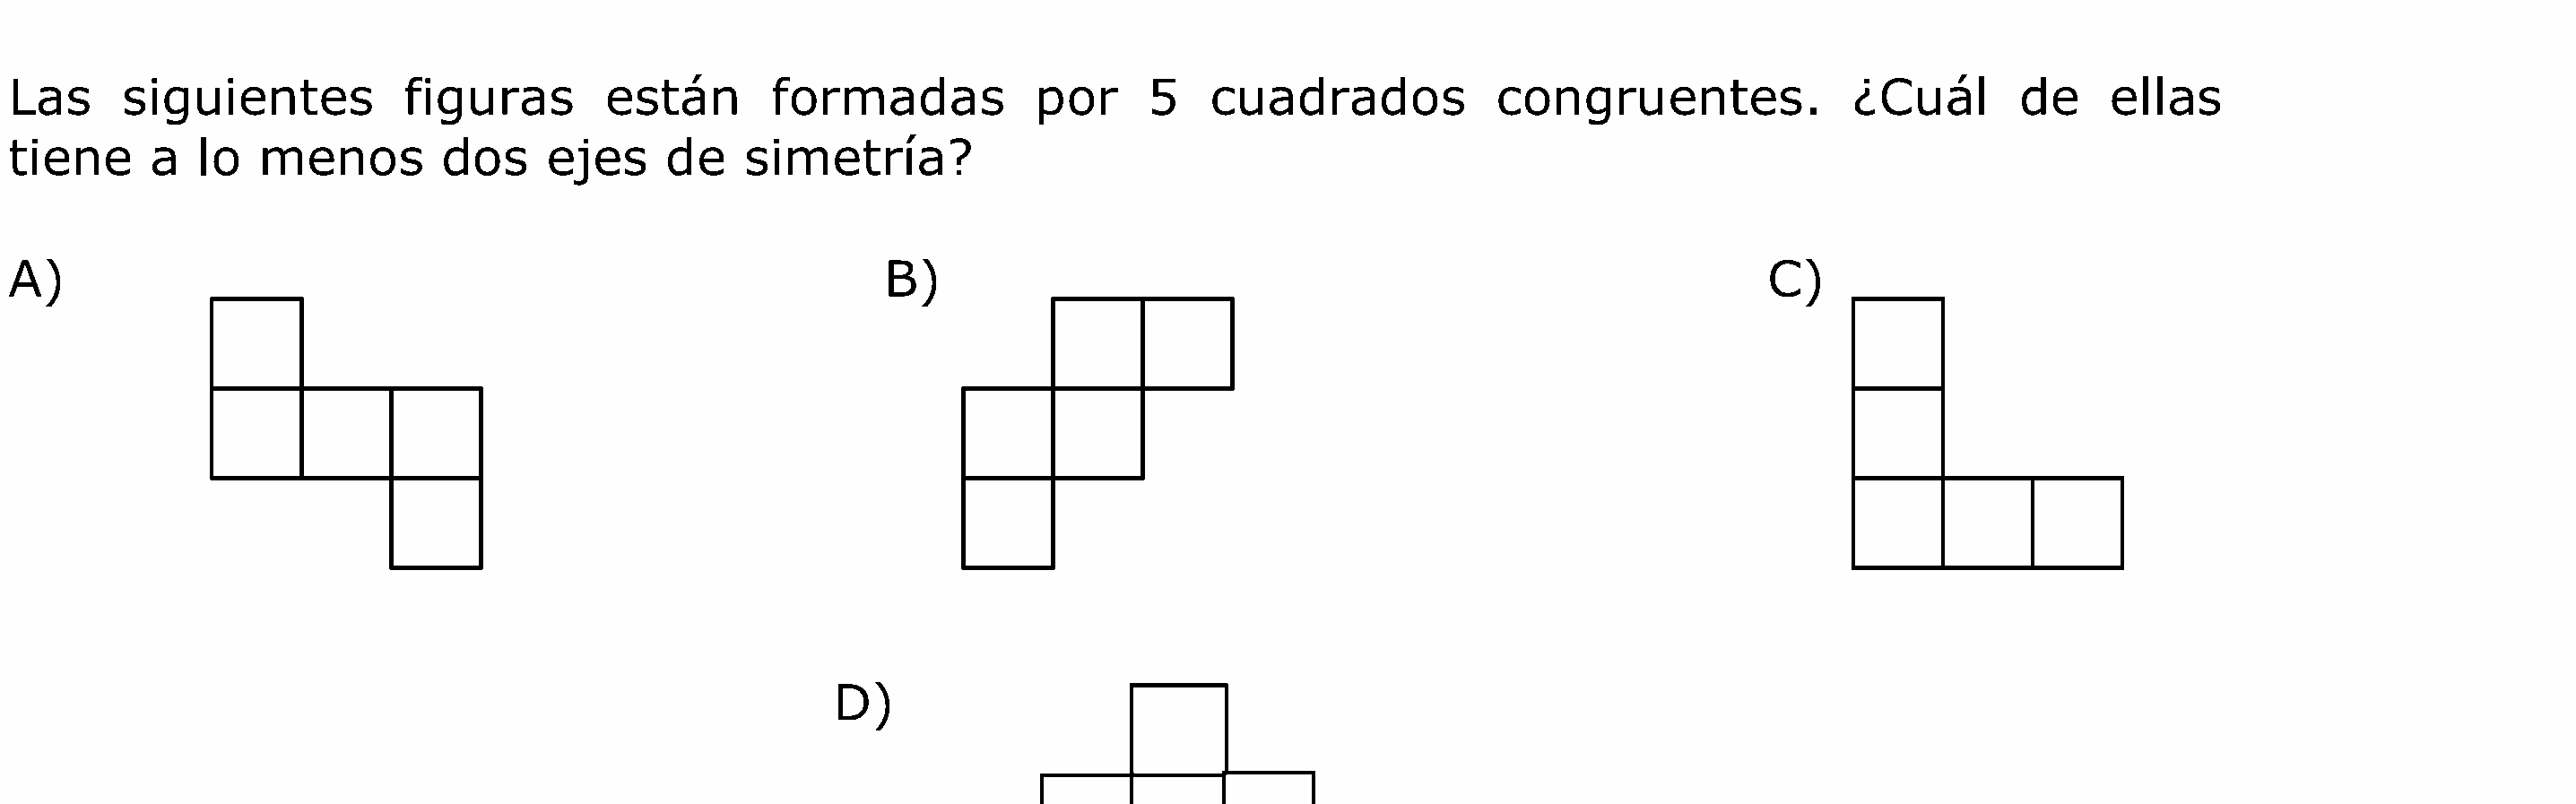 Las siguientes figuras están formadas por 5 cuadrados congruentes. ¿Cuál de ellas
tiene a lo menos dos ejes de simetría?
A) B) C)
D)